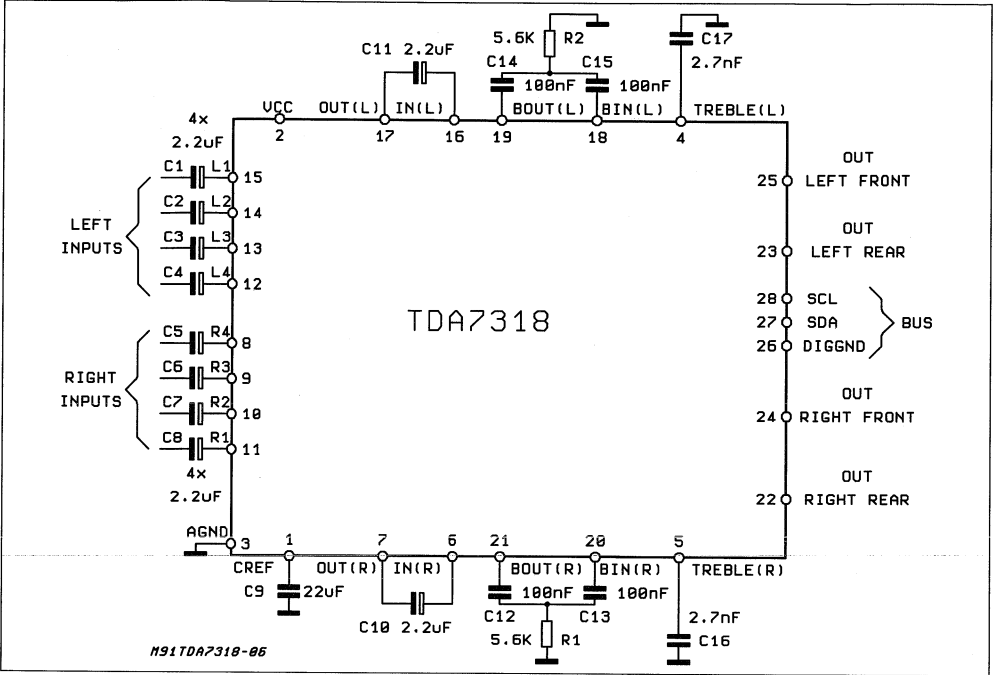 C11 2.2uF
5.6K R2
C17
2.7nF
C14 C15
100nF 100nF
VCC OUT(L) IN(L) BOUT(L) BIN(L) TREBLE(L)
4x
2.2uF
2 17 16 19 18 4
C1 L1 15
C2 L2 14
C3 L3 13
C4 L4 12
LEFT
INPUTS
C5 R4 8
C6 R3 9
C7 R2 10
C8 R1 11
RIGHT
INPUTS
4x
2.2uF
TDA7318
OUT
25 LEFT FRONT
OUT
23 LEFT REAR
28 SCL
27 SDA
26 DIGGND
BUS
OUT
24 RIGHT FRONT
OUT
22 RIGHT REAR
AGND 3
1 7 6 21 20 5
CREF OUT(R) IN(R) BOUT(R) BIN(R) TREBLE(R)
C9 22uF
100nF 100nF
C10 2.2uF
C12 C13
5.6K R1
2.7nF
C16
M91TDA7318-06